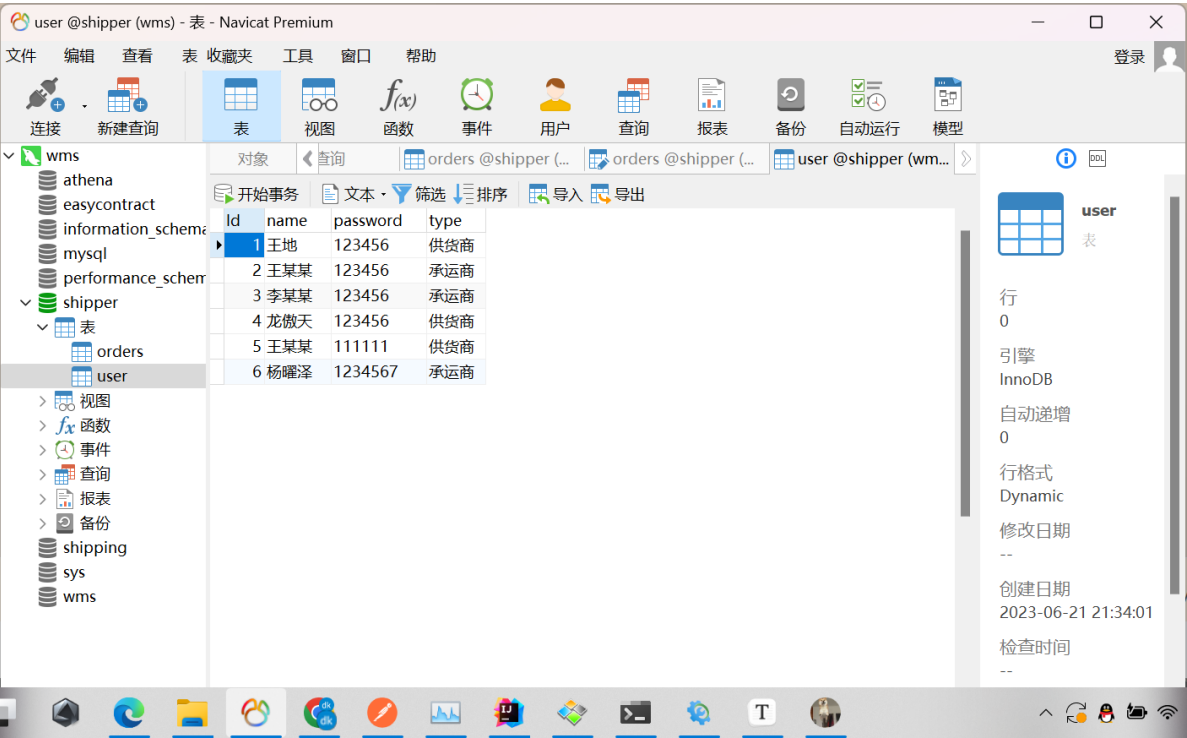 user @shipper (wms) - 表 - Navicat Premium
文件 编辑 查看 表 收藏夹 工具 窗口 帮助 登录
连接 新建查询 表 视图 函数 事件 用户 查询 报表 备份 自动运行 模型
wms
athena
easycontract
information_schema
mysql
performance_schem
shipper
表
orders
user
视图
函数
事件
查询
报表
备份
shipping
sys
wms
对象 查询 orders @shipper (... orders @shipper (... user @shipper (wm...
开始事务 文本 筛选 排序 导入 导出
Id name password type
1 王地 123456 供货商
2 王某某 123456 承运商
3 李某某 123456 承运商
4 龙傲天 123456 供货商
5 王某某 111111 供货商
6 杨曜泽 1234567 承运商
DDL
user
表
行
0
引擎
InnoDB
自动递增
0
行格式
Dynamic
修改日期
--
创建日期
2023-06-21 21:34:01
检查时间
--